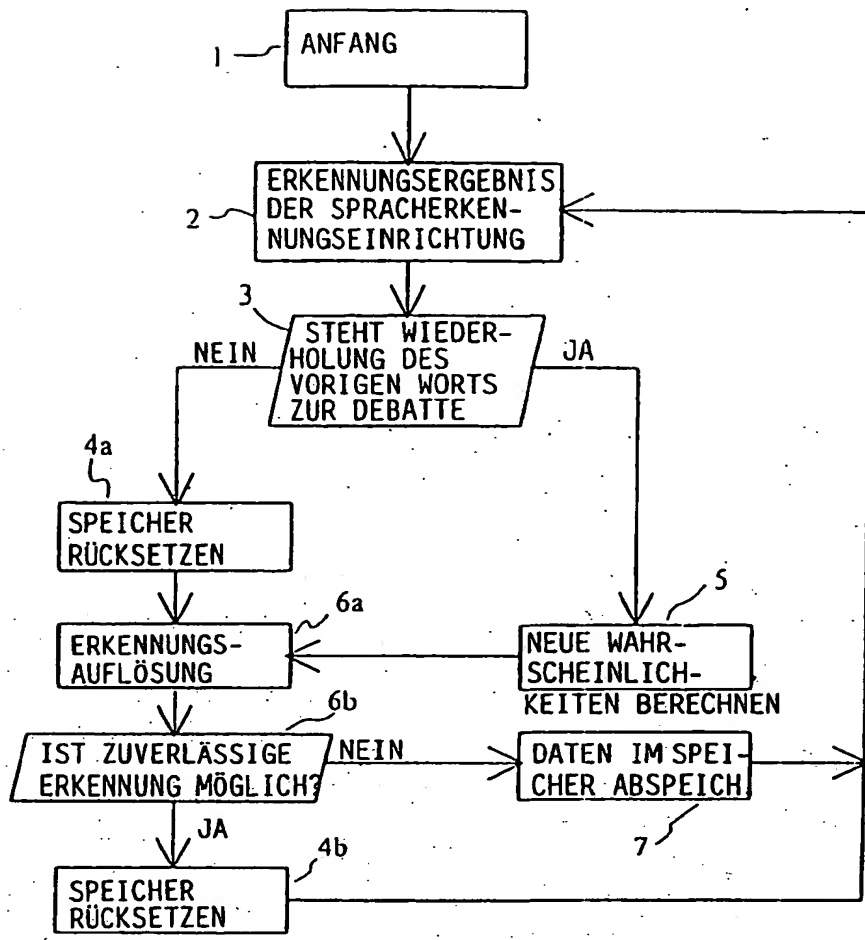 1
ANFANG
2
ERKENNUNGSERGEBNIS
DER SPRACHERKEN-
NUNGSEINRICHTUNG
3
STEHT WIEDER-
HOLUNG DES
VORIGEN WORTS
ZUR DEBATTE
NEIN
JA
4a
SPEICHER
RÜCKSETZEN
5
NEUE WAHR-
SCHEINLICH-
KEITEN BERECHNEN
6a
ERKENNUNGS-
AUFLÖSUNG
6b
IST ZUVERLÄSSIGE
ERKENNUNG MÖGLICH?
NEIN
DATEN IM SPEI-
CHER ABSPEICH
7
JA
4b
SPEICHER
RÜCKSETZEN